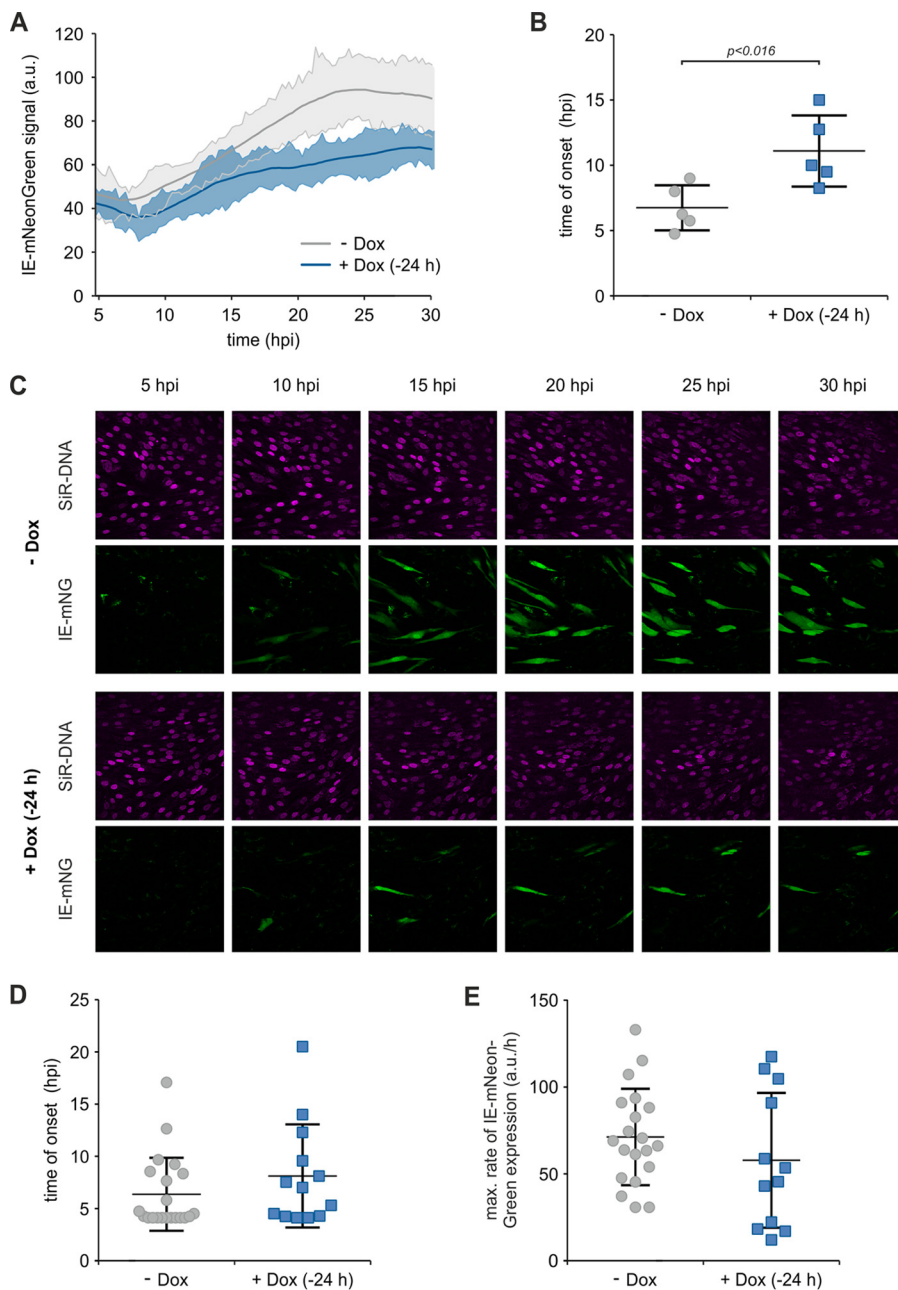 A
IE-mNeonGreen signal (a.u.)
120
100
80
60
40
20
0
- Dox
+ Dox (-24 h)
5
10
15
20
25
30
time (hpi)
B
p<0.016
time of onset (hpi)
20
15
10
5
0
- Dox
+ Dox (-24 h)
C
5 hpi
10 hpi
15 hpi
20 hpi
25 hpi
30 hpi
- Dox
SiR-DNA
IE-mNG
+ Dox (-24 h)
SiR-DNA
IE-mNG
D
time of onset (hpi)
25
20
15
10
5
0
- Dox
+ Dox (-24 h)
E
max. rate of IE-mNeon-
Green expression (a.u./h)
150
100
50
0
- Dox
+ Dox (-24 h)